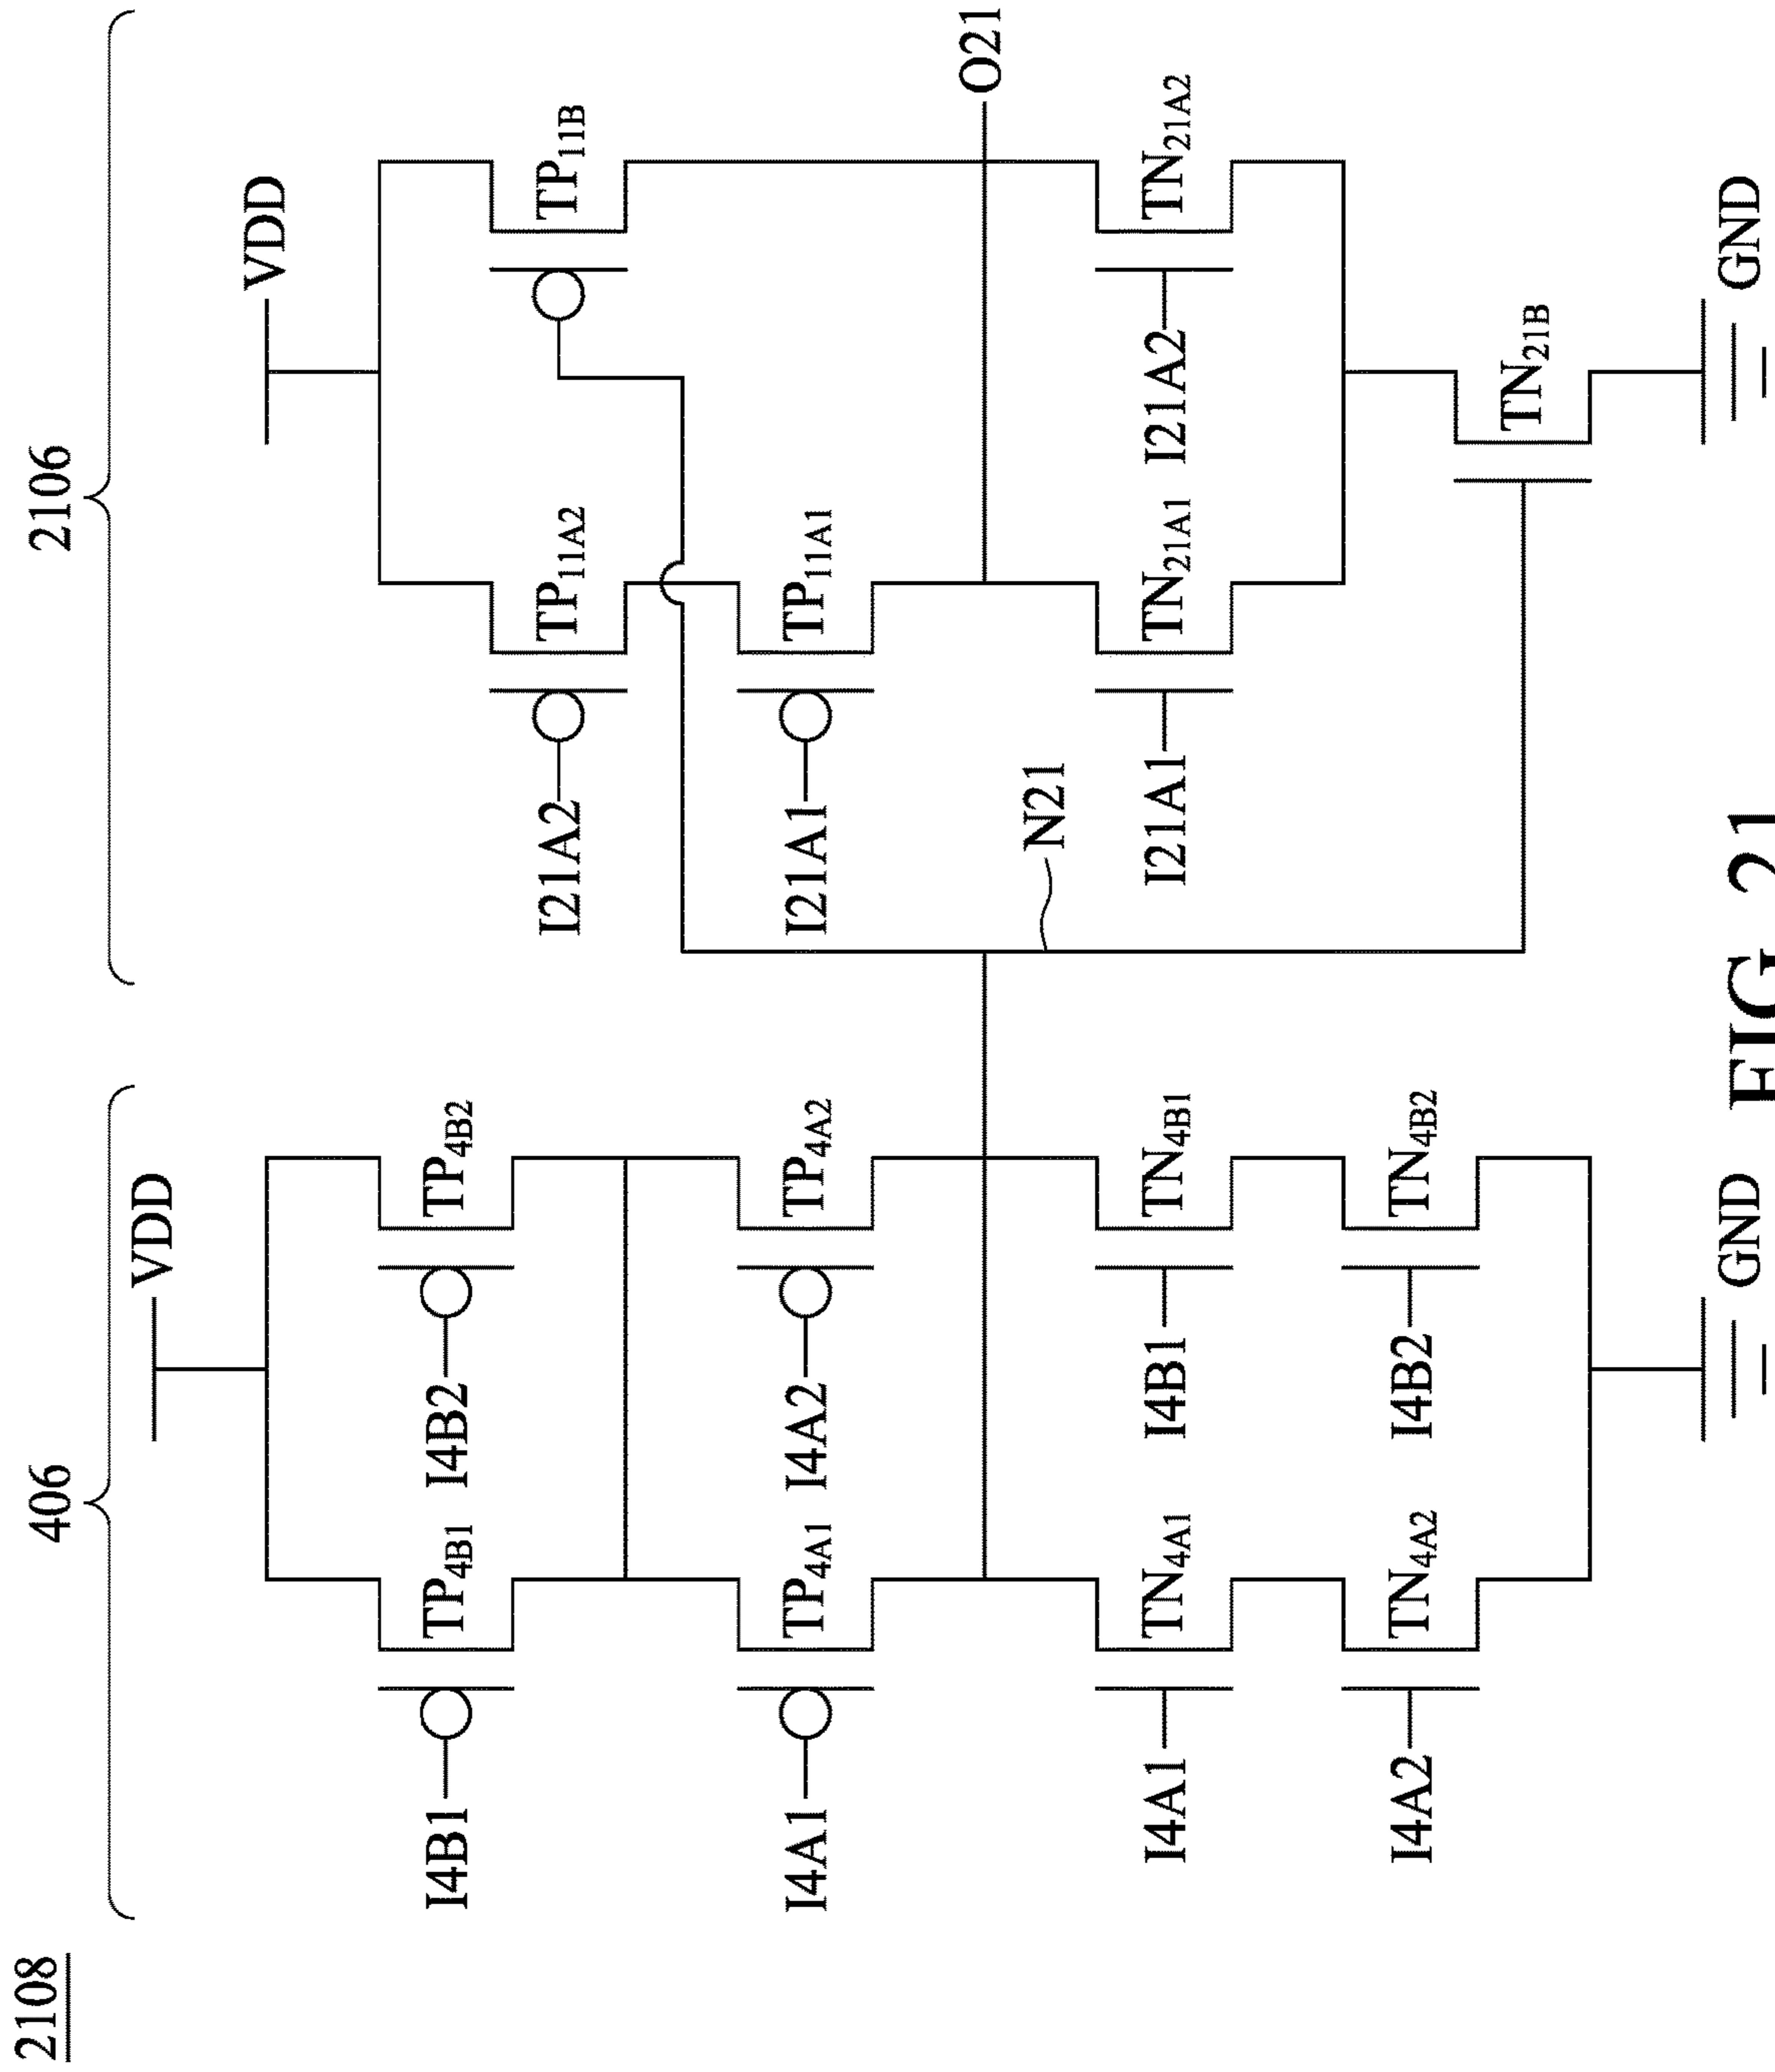 2108
406
2106
VDD
VDD
I4B1
TP4B1
I4B2
TP4B2
I21A2
TP11A2
TP11B
I4A1
TP4A1
I4A2
TP4A2
I21A1
TP11A1
O21
N21
I4A1
TN4A1
I4B1
TN4B1
I21A1
TN21A1
I21A2
TN21A2
I4A2
TN4A2
I4B2
TN4B2
TN21B
GND
GND
FIG. 21